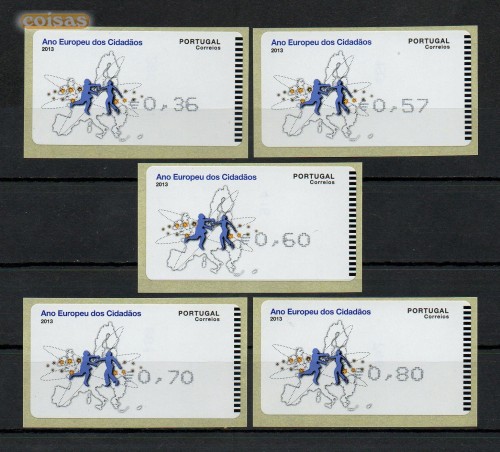 coisas
Ano Europeu dos Cidadãos
2013
PORTUGAL
Correios
€0,36
Ano Europeu dos Cidadãos
2013
PORTUGAL
Correios
€0,57
Ano Europeu dos Cidadãos
2013
PORTUGAL
Correios
€0,60
Ano Europeu dos Cidadãos
2013
PORTUGAL
Correios
€0,70
Ano Europeu dos Cidadãos
2013
PORTUGAL
Correios
€0,80